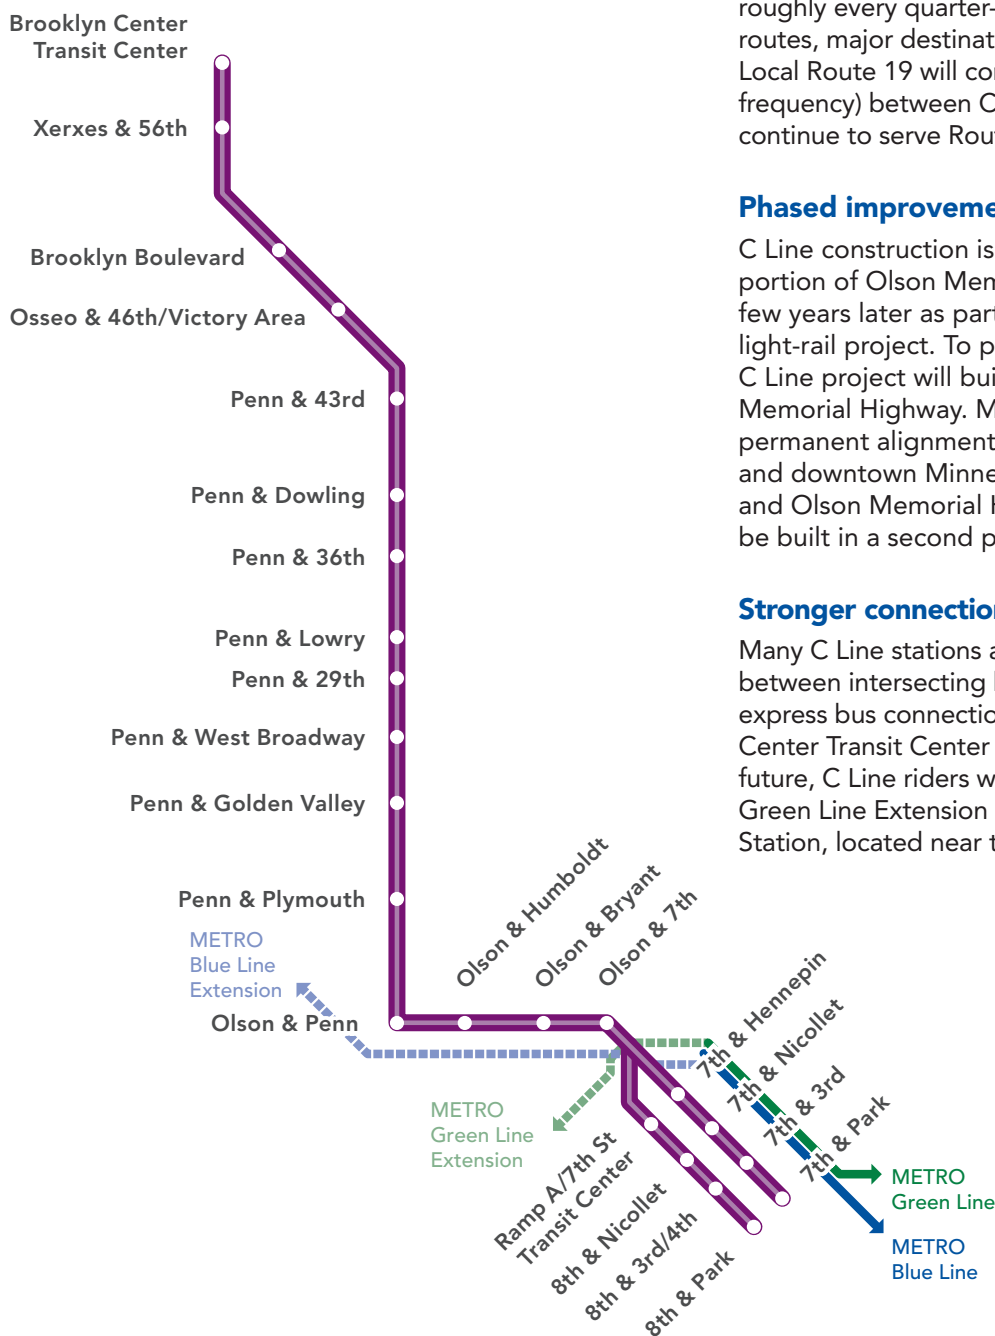 Brooklyn Center
Transit Center
Xerxes & 56th
Brooklyn Boulevard
Osseo & 46th/Victory Area
Penn & 43rd
Penn & Dowling
Penn & 36th
Penn & Lowry
Penn & 29th
Penn & West Broadway
Penn & Golden Valley
Penn & Plymouth
METRO
Blue Line
Extension
Olson & Penn
Olson & Humboldt
Olson & Bryant
Olson & 7th
METRO
Green Line
Extension
7th & Hennepin
7th & Nicollet
7th & 3rd
7th & Park
Ramp A/7th St
Transit Center
8th & Nicollet
8th & 3rd/4th
8th & Park
METRO
Green Line
METRO
Blue Line
roughly every quarter-
routes, major destinat
Local Route 19 will co
frequency) between
continue to serve Rou
Phased improveme
C Line construction is
portion of Olson Mem
few years later as part
light-rail project. To p
C Line project will bui
Memorial Highway. M
permanent alignment
and downtown Minne
and Olson Memorial
be built in a second p
Stronger connection
Many C Line stations a
between intersecting
express bus connectio
Center Transit Center
future, C Line riders w
Green Line Extension
Station, located near t